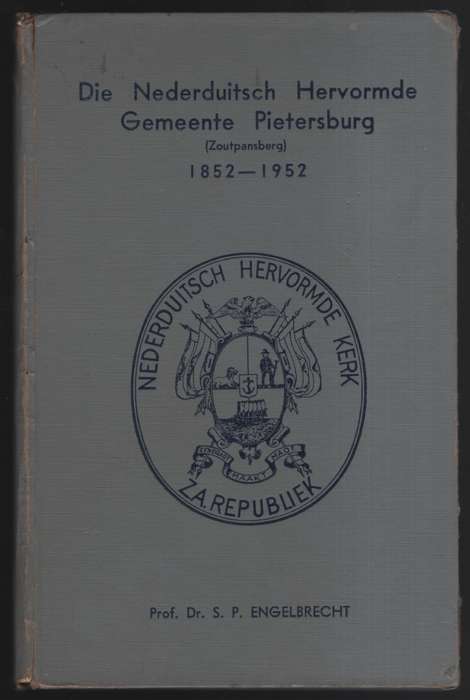 Die Nederduitsch Hervormde
Gemeente Pietersburg
(Zoutpansberg)
1852—1952
NEDERDUITSCH HERVORMDE KERK
EENDRAGT MAAKT MAGT
Z.A. REPUBLIEK
Prof. Dr. S. P. ENGELBRECHT